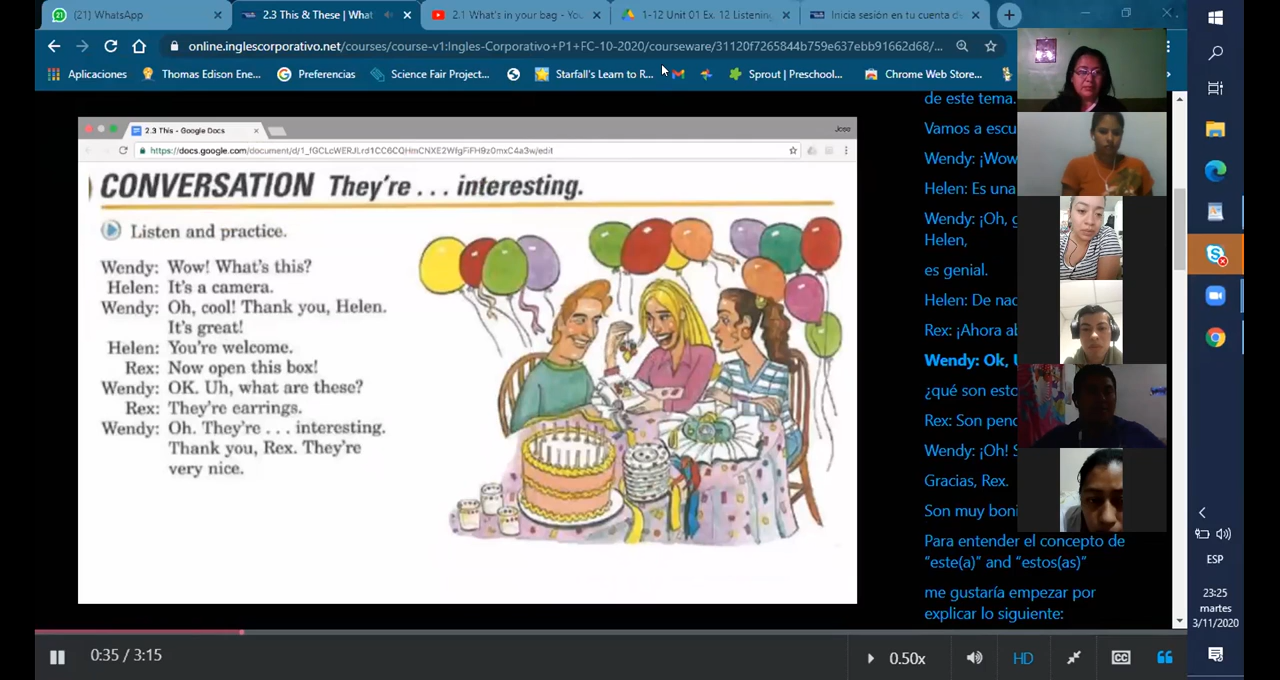 (21) WhatsApp
2.3 This & These | What
2.1 What's in your bag - You
1-12 Unit 01 Ex. 12 Listening
Inicia sesión en tu cuenta de
online.inglescorporativo.net/courses/course-v1:Ingles-Corporativo+P1+FC-10-2020/courseware/31120f7265844b759e637ebb91662d68/...
Aplicaciones
Thomas Edison Ene...
Preferencias
Science Fair Project...
Starfall's Learn to R...
Sprout | Preschool...
Chrome Web Store...
2.3 This - Google Docs
Jose
CONVERSATION They're . . . interesting.
Listen and practice.
Wendy: Wow! What's this?
Helen: It's a camera.
Wendy: Oh, cool! Thank you, Helen.
It's great!
Helen: You're welcome.
Rex: Now open this box!
Wendy: OK. Uh, what are these?
Rex: They're earrings.
Wendy: Oh. They're . . . interesting.
Thank you, Rex. They're
very nice.
de este tema.
Vamos a escu
Wendy: ¡Wow
Helen: Es una
Wendy: ¡Oh, g
Helen,
es genial.
Helen: De nad
Rex: ¡Ahora ab
Wendy: Ok, U
¿qué son esto
Rex: Son pend
Wendy: ¡Oh! S
Gracias, Rex.
Son muy boni
Para entender el concepto de
"este(a)" and "estos(as)"
me gustaría empezar por
explicar lo siguiente:
0:35 / 3:15
0.50x
HD
CC
ESP
23:25
martes
3/11/2020